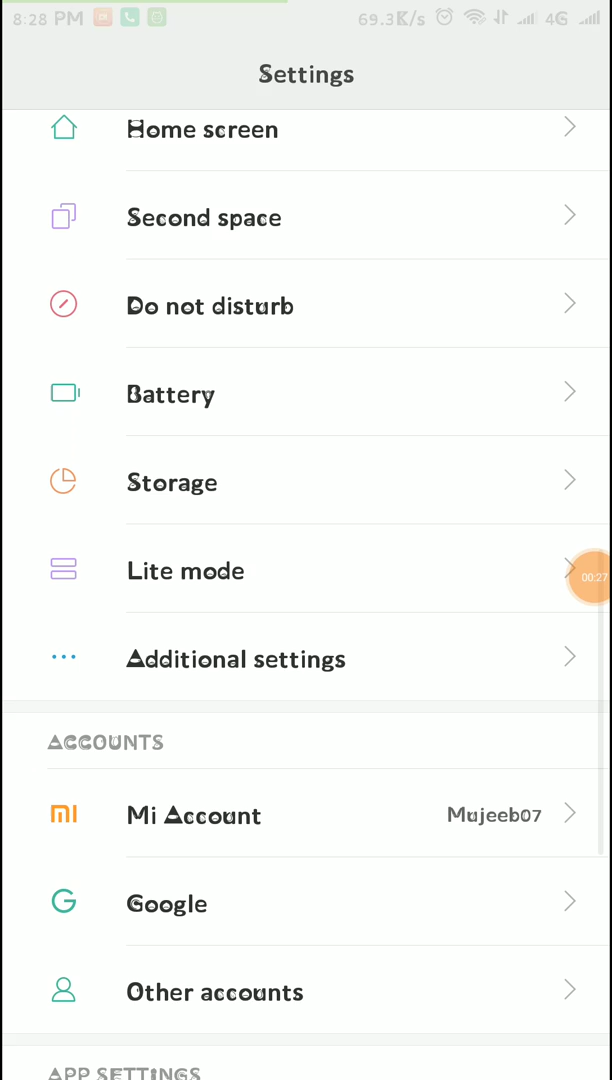 8:28 PM 69.3K/s 4G
Settings
Home screen
Second space
Do not disturb
Battery
Storage
Lite mode
00:27
Additional settings
ACCOUNTS
Mi Account Mujeeb07
Google
Other accounts
APP SETTINGS